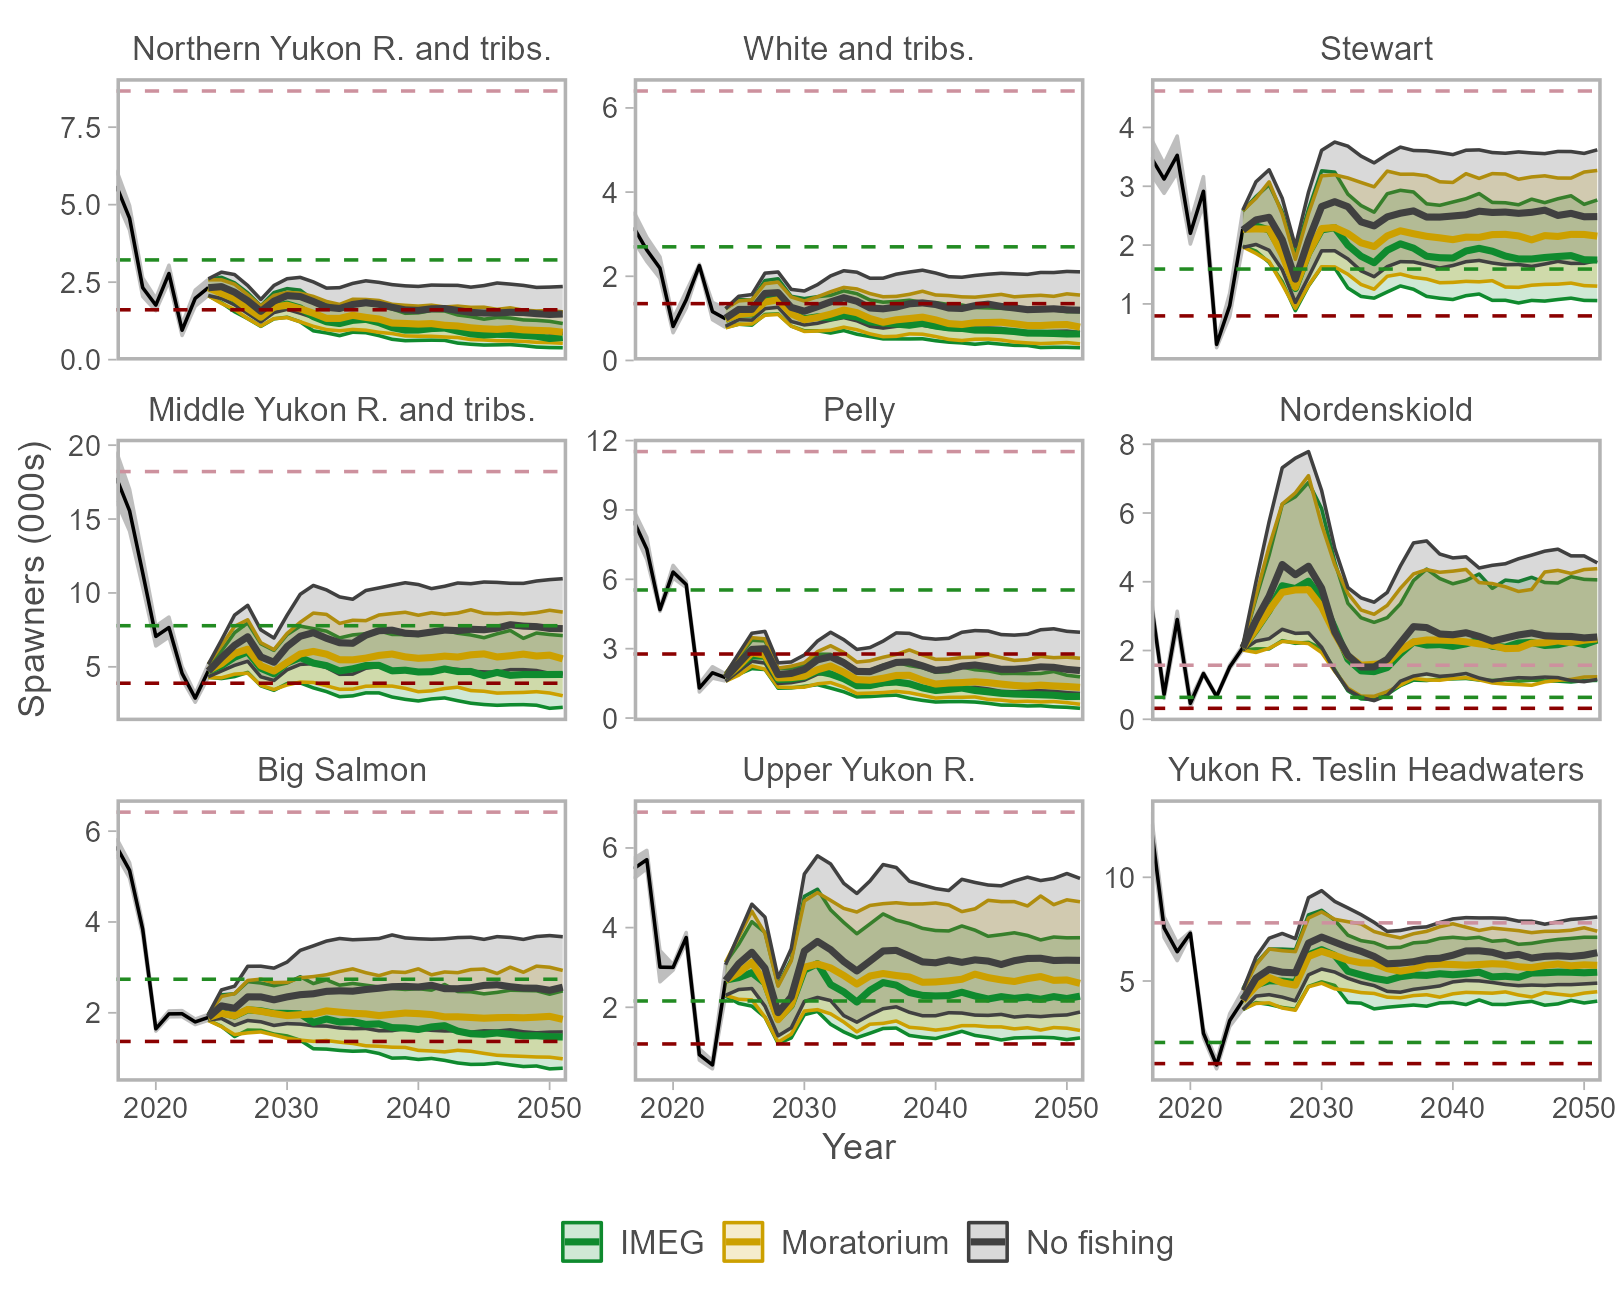 Northern Yukon R. and tribs.
White and tribs.
Stewart
7.5
5.0
2.5
0.0
6
4
2
0
4
3
2
1
Middle Yukon R. and tribs.
Pelly
Nordenskiold
20
15
10
5
12
9
6
3
0
8
6
4
2
0
Spawners (000s)
Big Salmon
Upper Yukon R.
Yukon R. Teslin Headwaters
6
4
2
6
4
2
10
5
2020 2030 2040 2050
2020 2030 2040 2050
2020 2030 2040 2050
Year
IMEG Moratorium No fishing